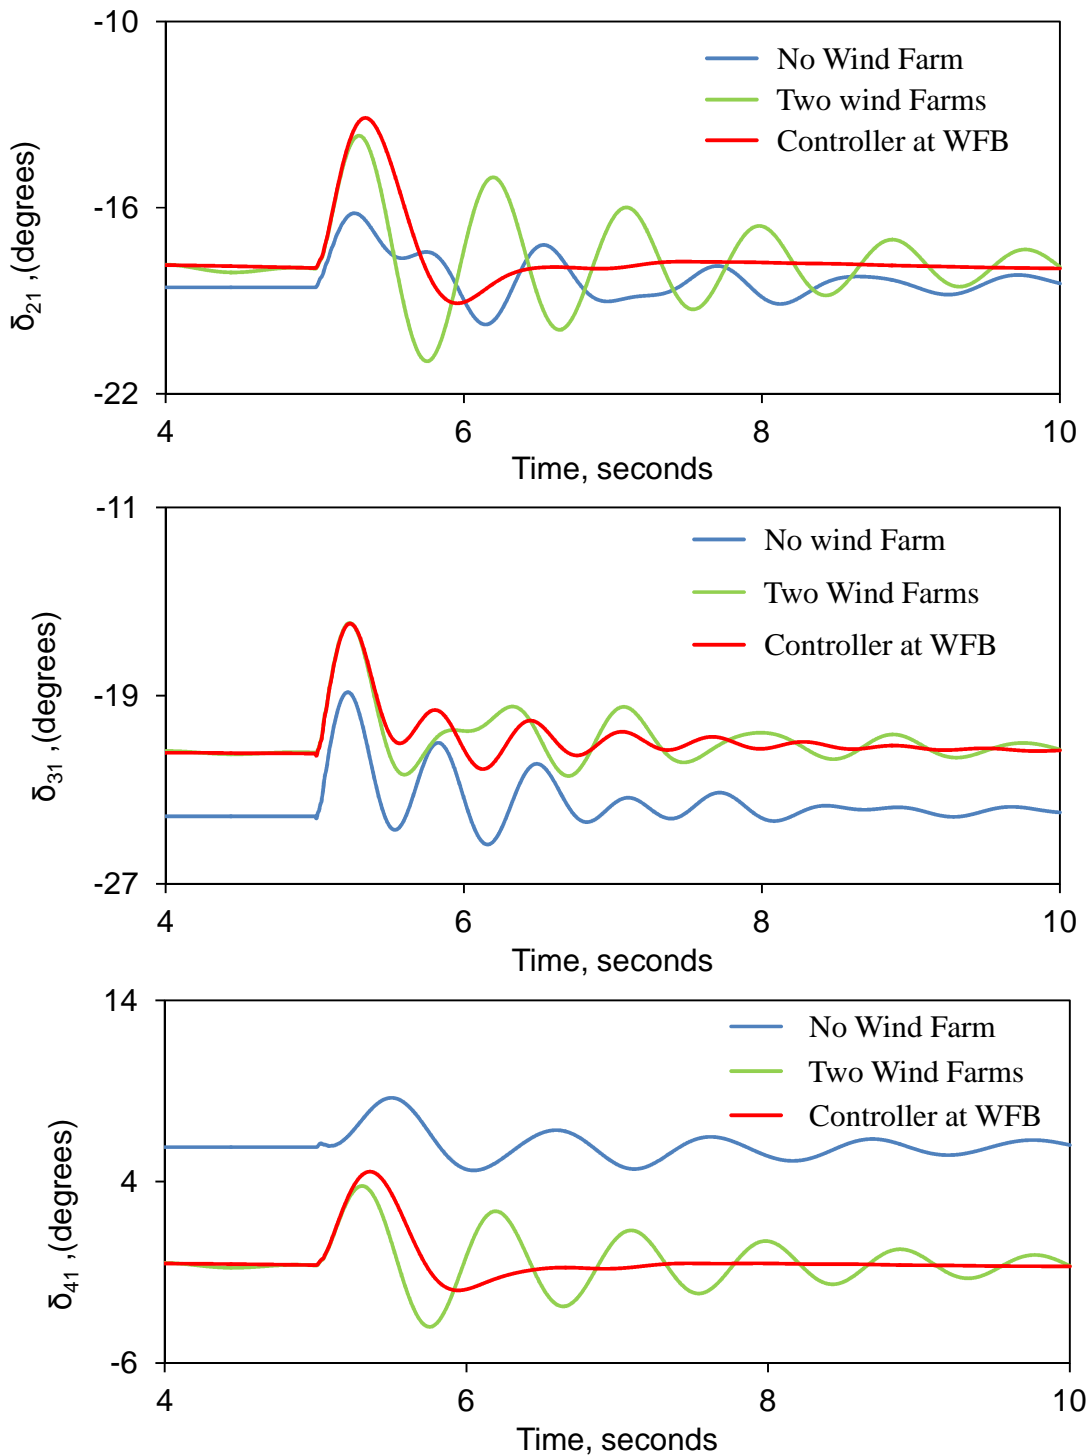 -10
No Wind Farm
Two wind Farms
Controller at WFB
-16
δ21 ,(degrees)
-22
4 6 8 10
Time, seconds
-11
No wind Farm
Two Wind Farms
Controller at WFB
-19
δ31 ,(degrees)
-27
4 6 8 10
Time, seconds
14
No Wind Farm
Two Wind Farms
Controller at WFB
4
δ41 ,(degrees)
-6
4 6 8 10
Time, seconds